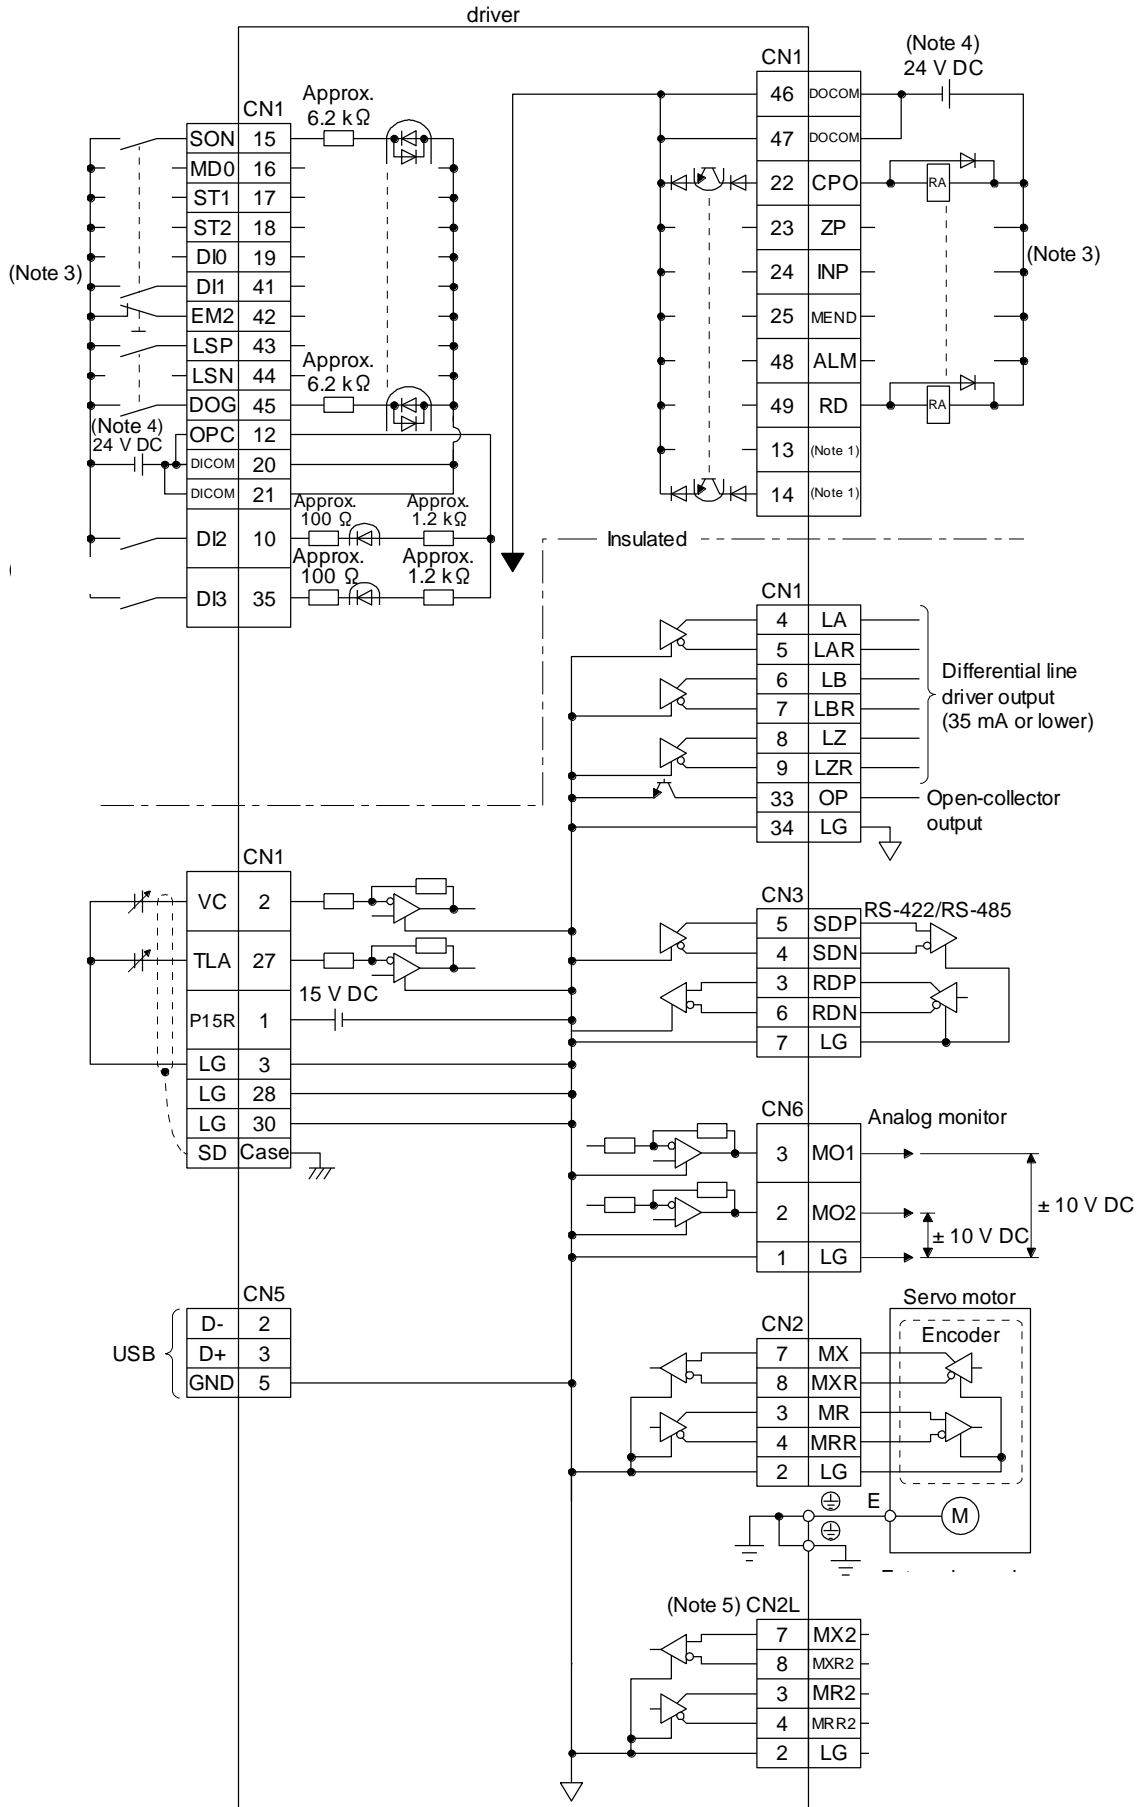 driver
CN1
Approx.
6.2 kΩ
SON 15
MD0 16
ST1 17
ST2 18
DI0 19
(Note 3)
DI1 41
EM2 42
LSP 43
LSN 44
Approx.
6.2 kΩ
DOG 45
(Note 4)
24 V DC
OPC 12
DICOM 20
DICOM 21
Approx.
100 Ω
Approx.
1.2 kΩ
DI2 10
Approx.
100 Ω
Approx.
1.2 kΩ
DI3 35
CN1
(Note 4)
24 V DC
46 DOCOM
47 DOCOM
22 CPO
RA
23 ZP
(Note 3)
24 INP
25 MEND
48 ALM
49 RD
RA
13 (Note 1)
14 (Note 1)
Insulated
CN1
4 LA
5 LAR
6 LB
7 LBR
8 LZ
9 LZR
Differential line
driver output
(35 mA or lower)
33 OP
34 LG
Open-collector
output
CN1
VC 2
TLA 27
15 V DC
P15R 1
LG 3
LG 28
LG 30
SD Case
CN3
RS-422/RS-485
5 SDP
4 SDN
3 RDP
6 RDN
7 LG
CN6
Analog monitor
3 MO1
2 MO2
1 LG
± 10 V DC
± 10 V DC
CN5
USB
D- 2
D+ 3
GND 5
Servo motor
Encoder
CN2
7 MX
8 MXR
3 MR
4 MRR
2 LG
E
M
(Note 5) CN2L
7 MX2
8 MXR2
3 MR2
4 MRR2
2 LG